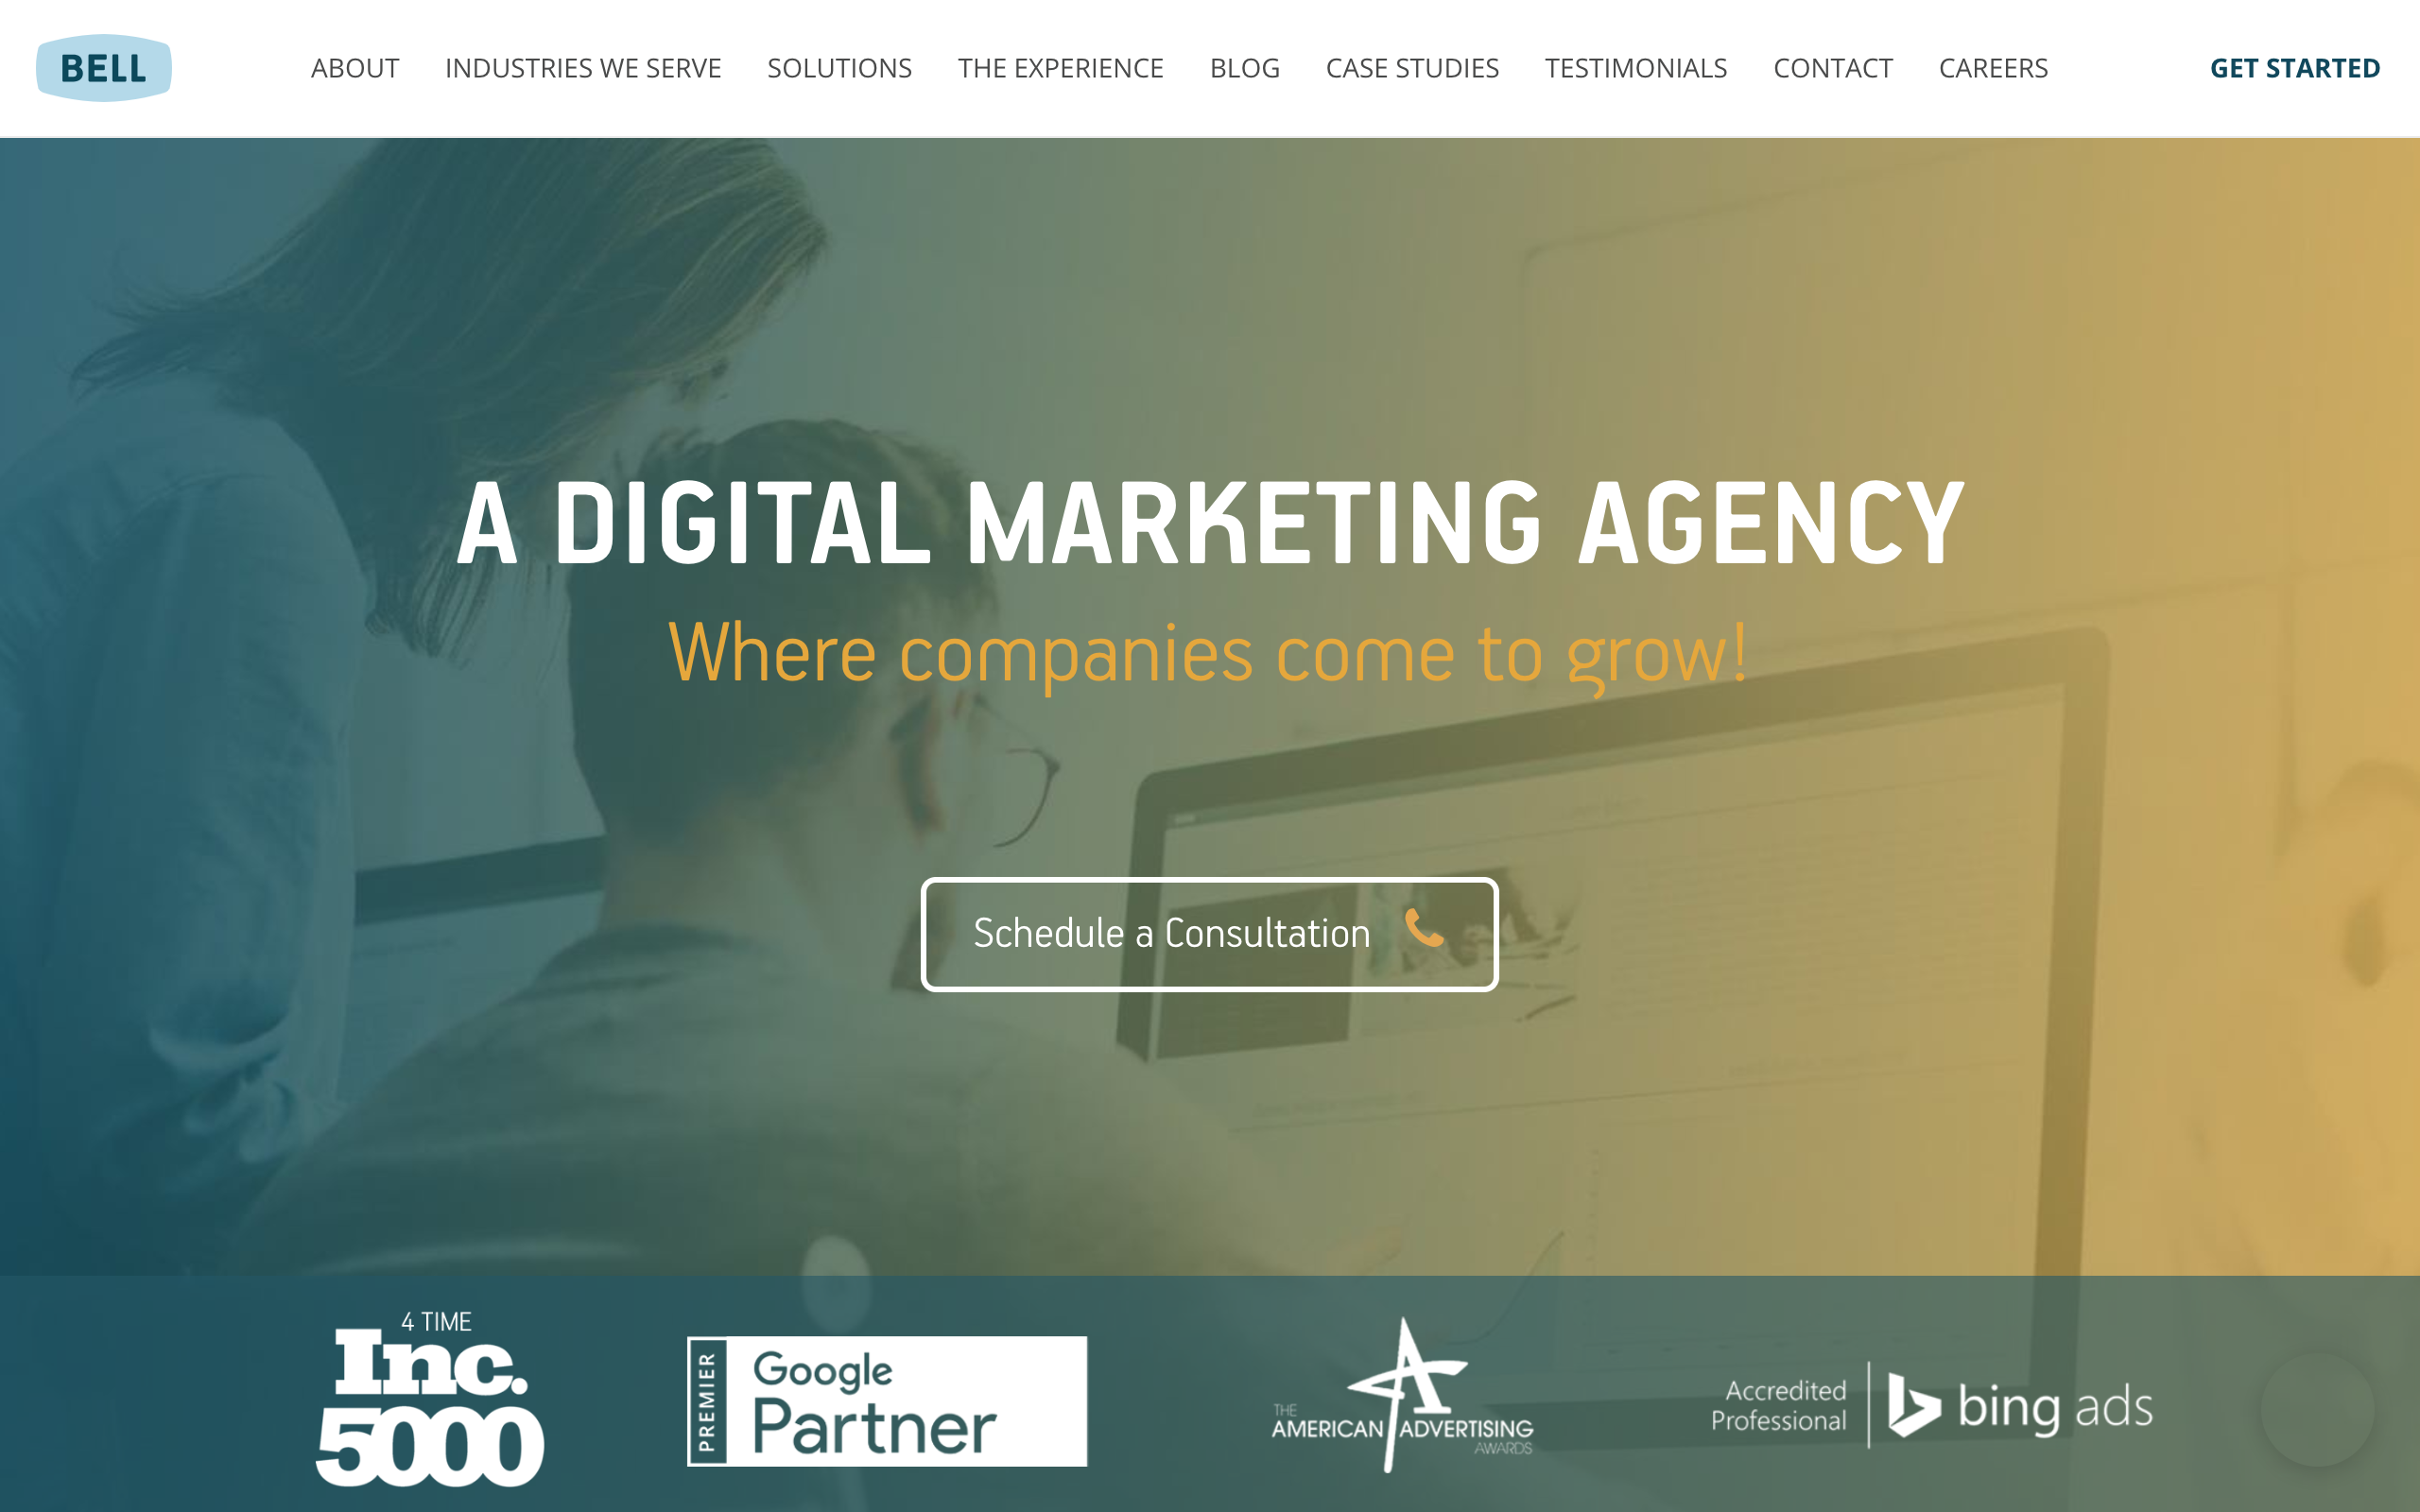 BELL
ABOUT
INDUSTRIES WE SERVE
SOLUTIONS
THE EXPERIENCE
BLOG
CASE STUDIES
TESTIMONIALS
CONTACT
CAREERS
GET STARTED
A DIGITAL MARKETING AGENCY
Where companies come to grow!
Schedule a Consultation
4 TIME
Inc.
5000
PREMIER
Google
Partner
THE
AMERICAN ADVERTISING
AWARDS
Accredited
Professional
bing ads